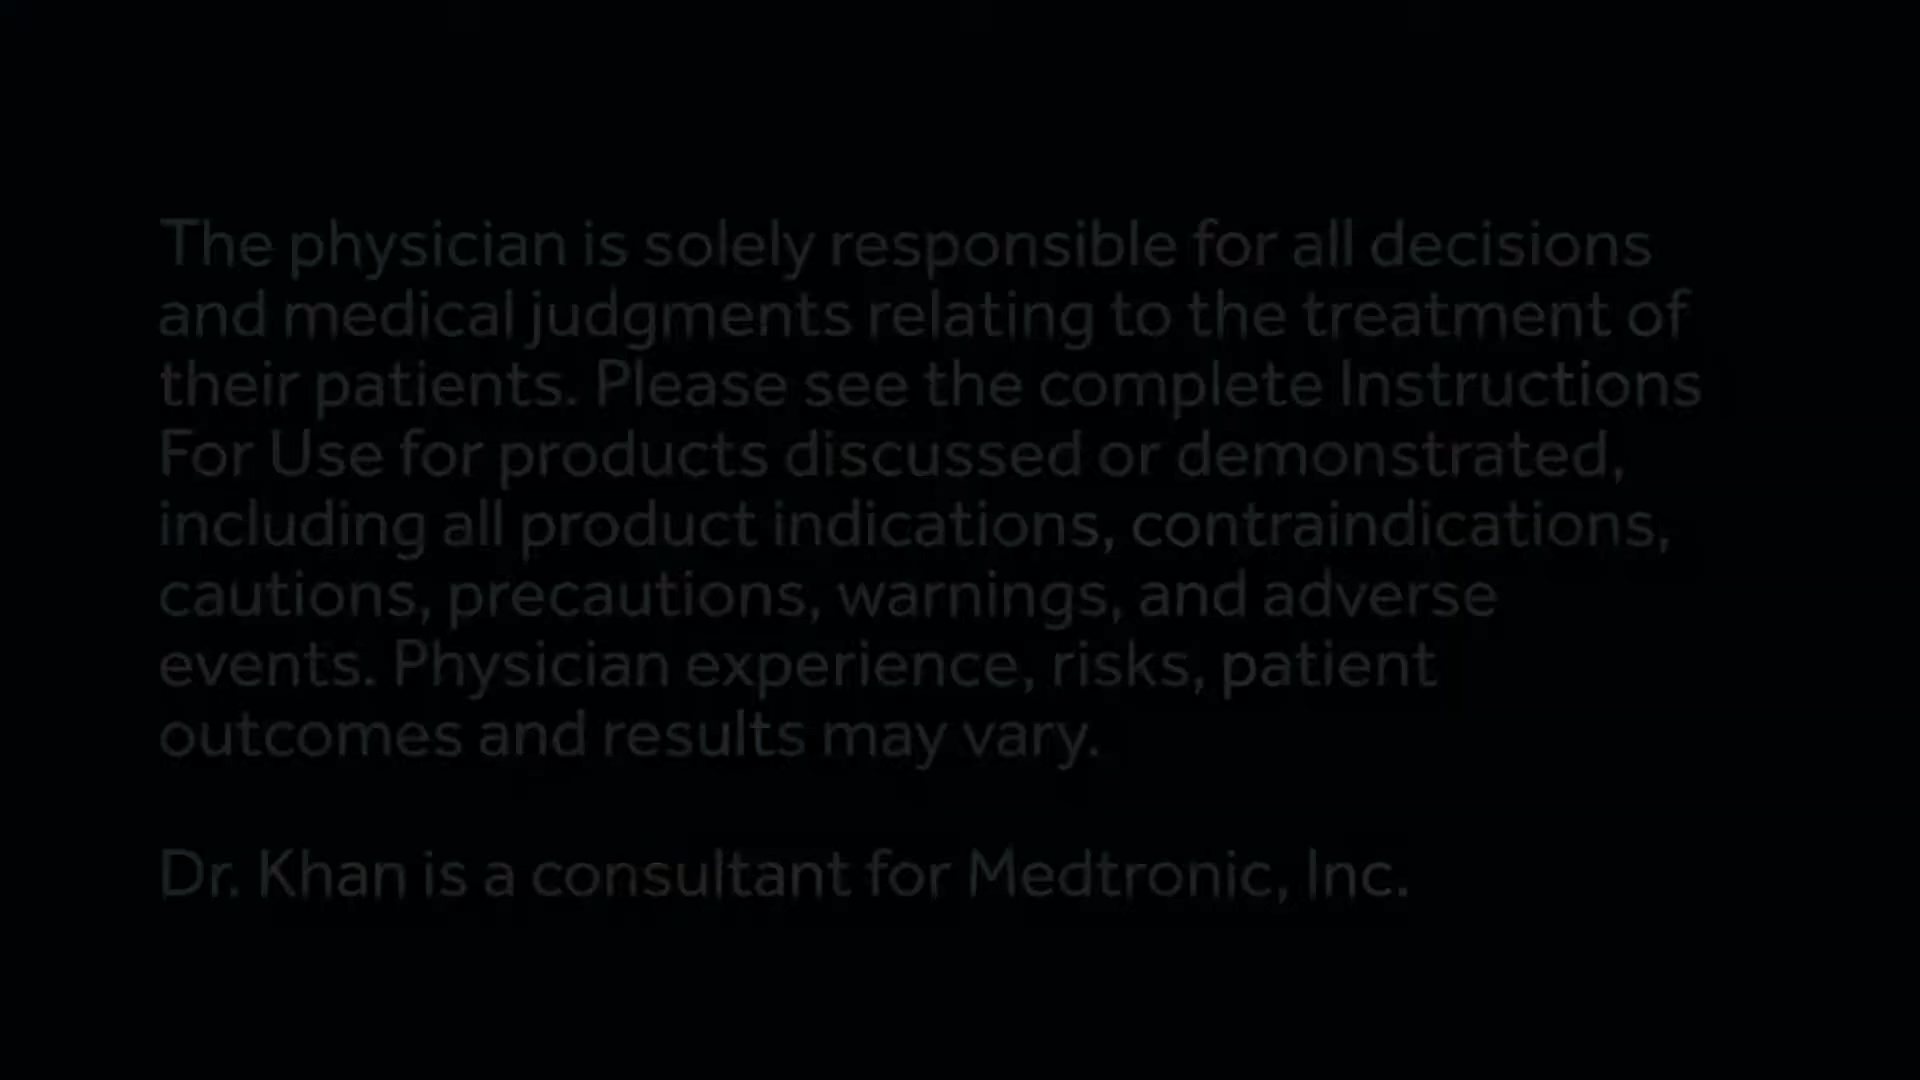 The physician is solely responsible for all decisions
and medical judgments relating to the treatment of
their patients. Please see the complete Instructions
For Use for products discussed or demonstrated,
including all product indications, contraindications,
cautions, precautions, warnings, and adverse
events. Physician experience, risks, patient
outcomes and results may vary.
Dr. Khan is a consultant for Medtronic, Inc.